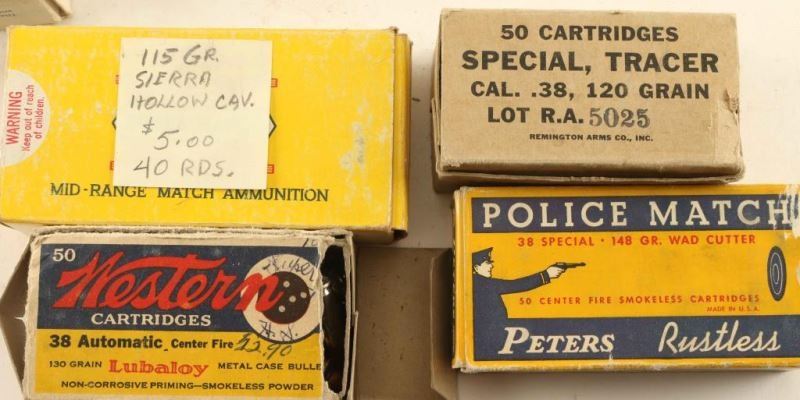 WARNING
Keep out of reach
of children.
115 GR.
SIERRA
HOLLOW CAV.
$5.00
40 RDS.
MID-RANGE MATCH AMMUNITION
50 CARTRIDGES
SPECIAL, TRACER
CAL. .38, 120 GRAIN
LOT R.A. 5025
REMINGTON ARMS CO., INC.
50
Western
Super
CARTRIDGES
38 Automatic Center Fire
$2.90
130 GRAIN Lubaloy METAL CASE BULLE
NON-CORROSIVE PRIMING—SMOKELESS POWDER
POLICE MATCH
38 SPECIAL · 148 GR. WAD CUTTER
50 CENTER FIRE SMOKELESS CARTRIDGES
MADE IN U.S.A.
PETERS Rustless